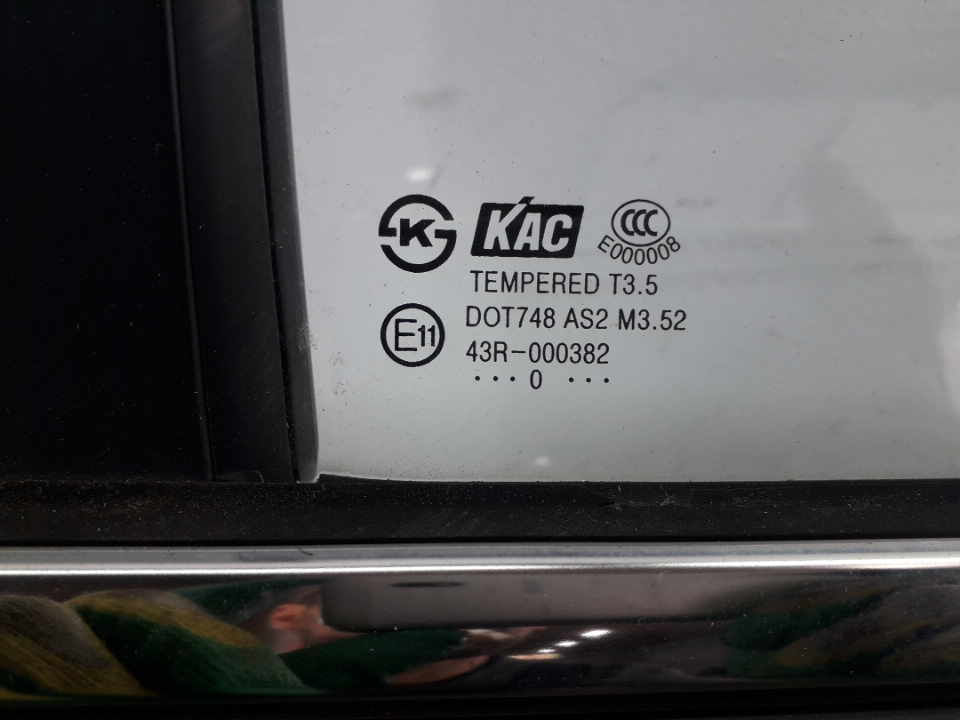 K KAC CCC
E000008
TEMPERED T3.5
E11 DOT748 AS2 M3.52
43R-000382
··· 0 ···